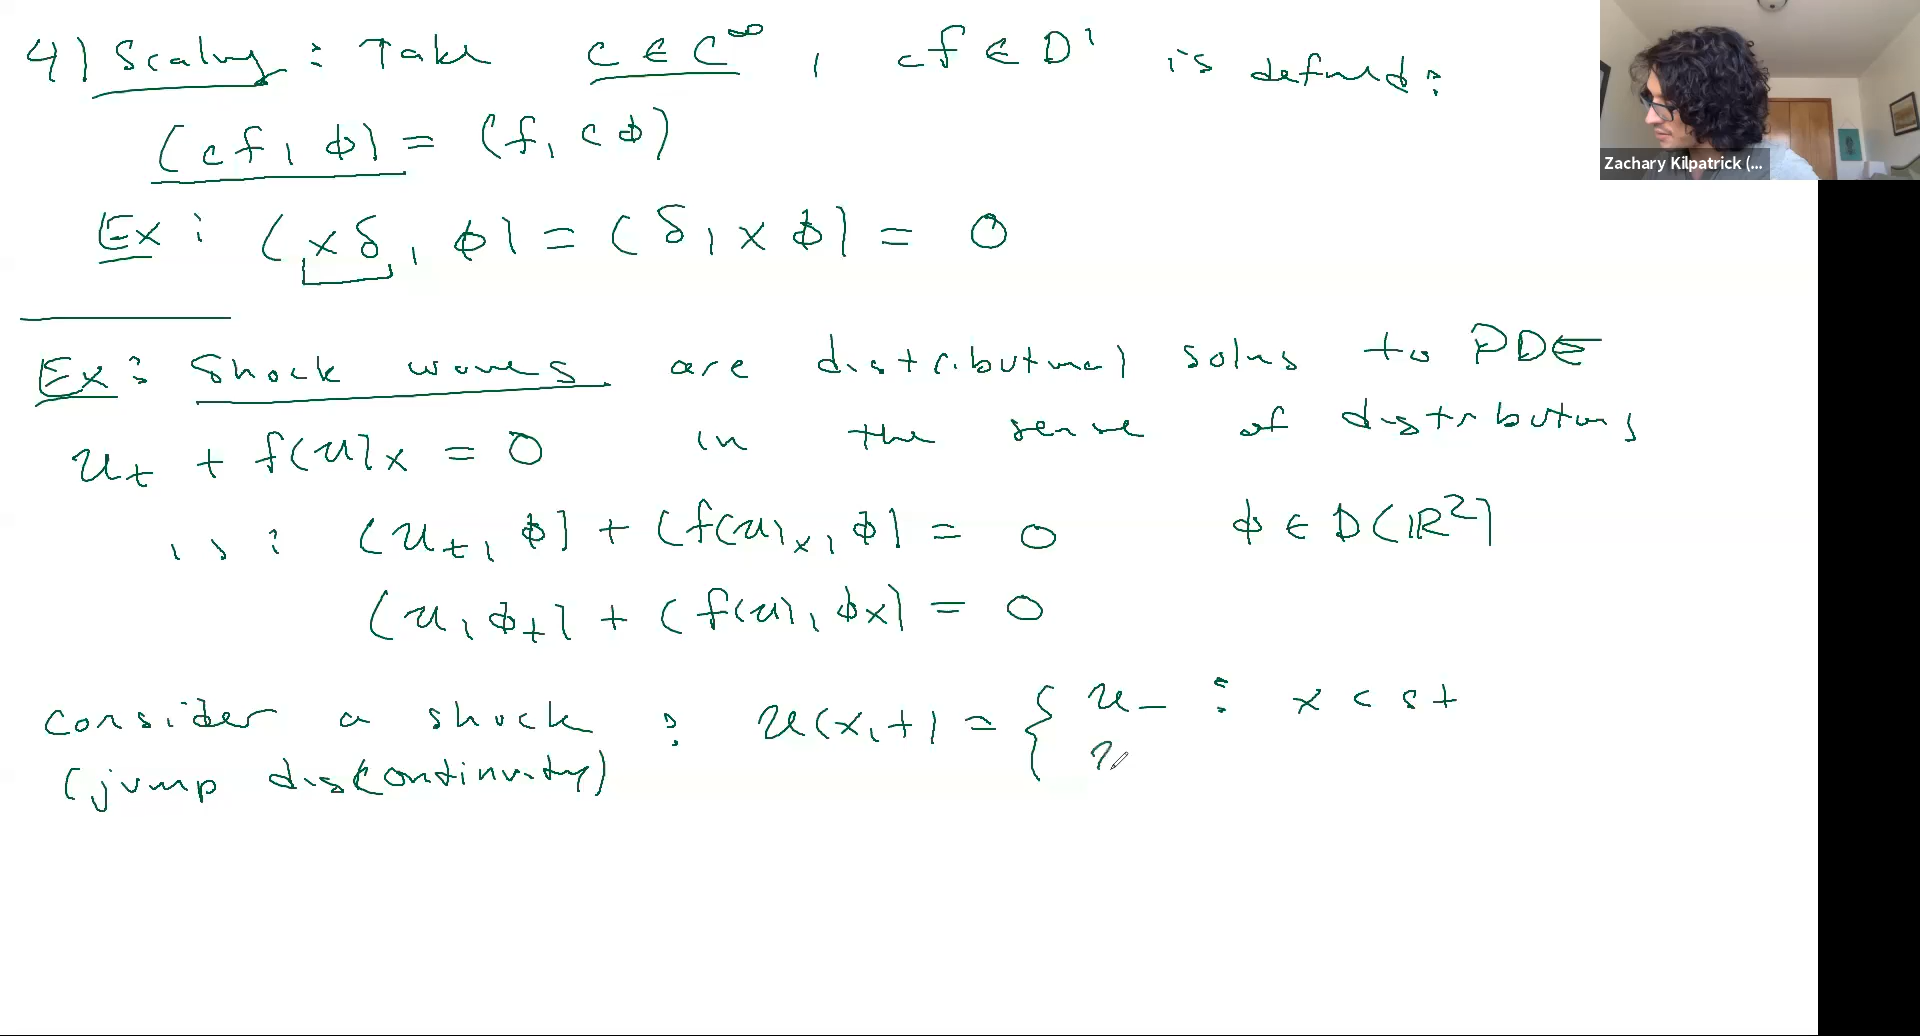 4) Scaling : Take c ∈ C^∞ , cf ∈ D' is defined :
(cf, ϕ) = (f, cϕ)
Ex : (xδ, ϕ) = (δ, xϕ) = 0
Ex : Shock waves are distributional solns to PDE
u_t + f(u)_x = 0 in the sense of distributions
is : (u_t, ϕ) + (f(u)_x, ϕ) = 0 ϕ ∈ D(ℝ²)
(u, ϕ_t) + (f(u), ϕ_x) = 0
Consider a shock : u(x,t) = { u_- : x < st
(jump discontinuity)
Zachary Kilpatrick (...